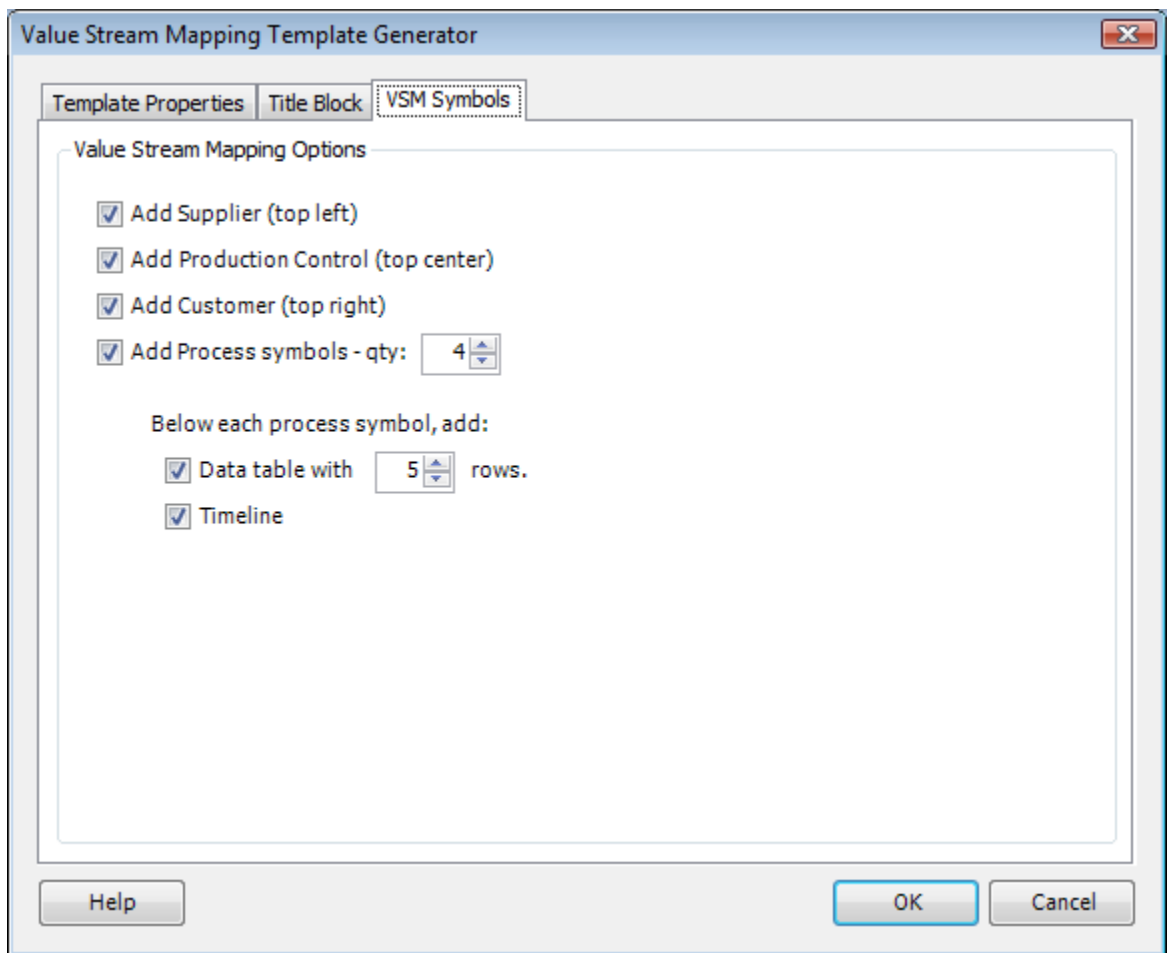 Value Stream Mapping Template Generator
Template Properties Title Block VSM Symbols
Value Stream Mapping Options
Add Supplier (top left)
Add Production Control (top center)
Add Customer (top right)
Add Process symbols - qty: 4
Below each process symbol, add:
Data table with 5 rows.
Timeline
Help OK Cancel